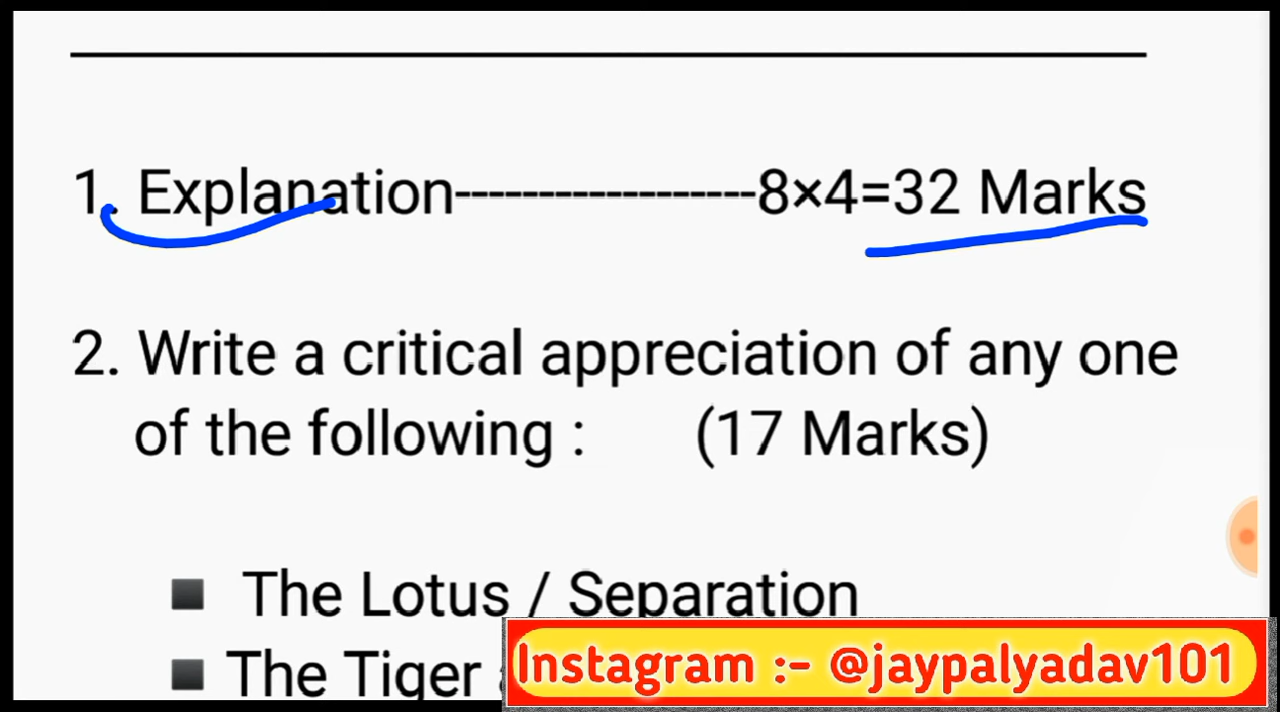 1. Explanation------------------8×4=32 Marks
2. Write a critical appreciation of any one
of the following : (17 Marks)
■ The Lotus / Separation
■ The Tiger
Instagram :- @jaypalyadav101